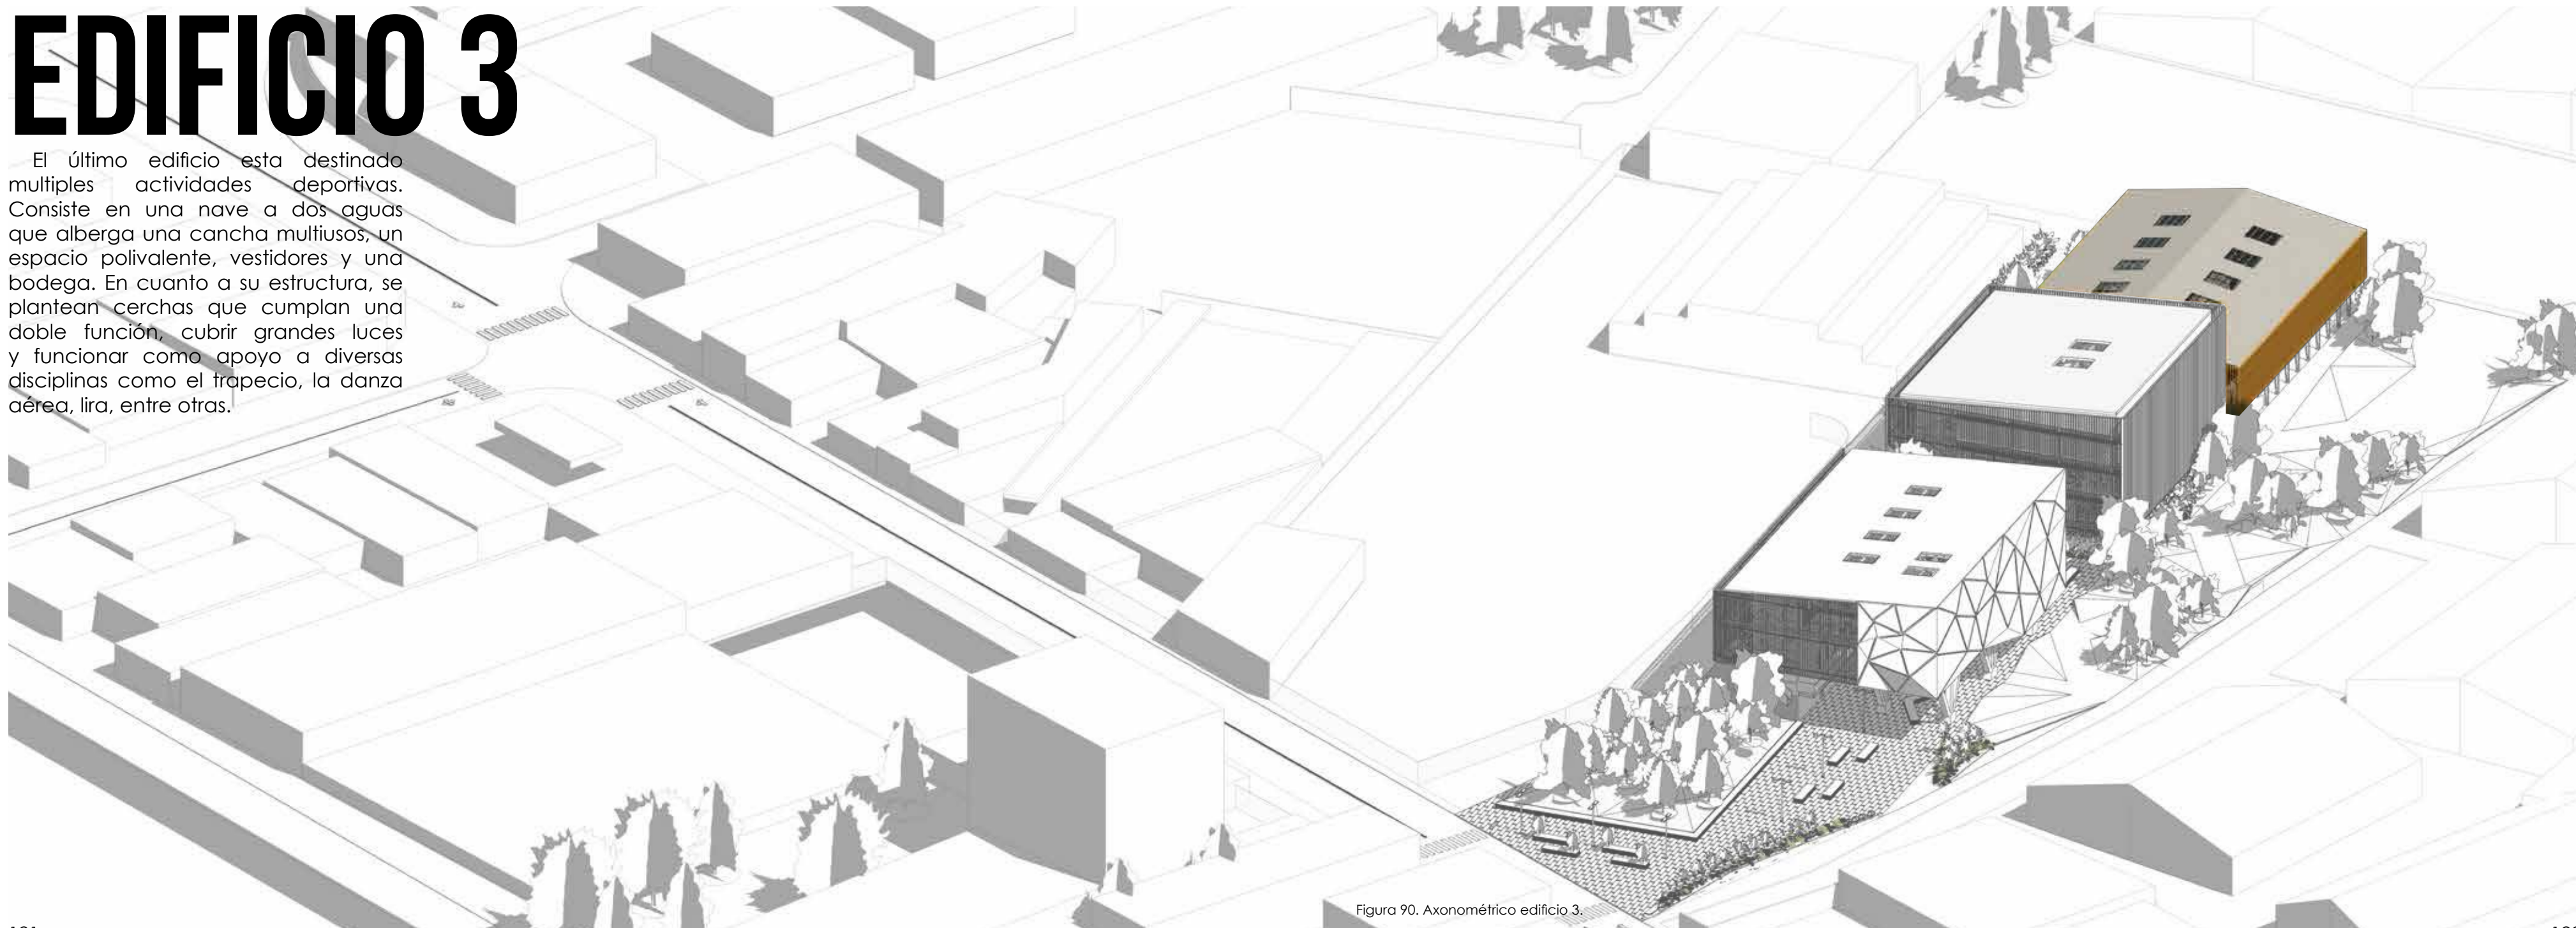 EDIFICIO 3
El último edificio esta destinado
multiples actividades deportivas.
Consiste en una nave a dos aguas
que alberga una cancha multiusos, un
espacio polivalente, vestidores y una
bodega. En cuanto a su estructura, se
plantean cerchas que cumplan una
doble función, cubrir grandes luces
y funcionar como apoyo a diversas
disciplinas como el trapecio, la danza
aérea, lira, entre otras.
Figura 90. Axonométrico edificio 3.